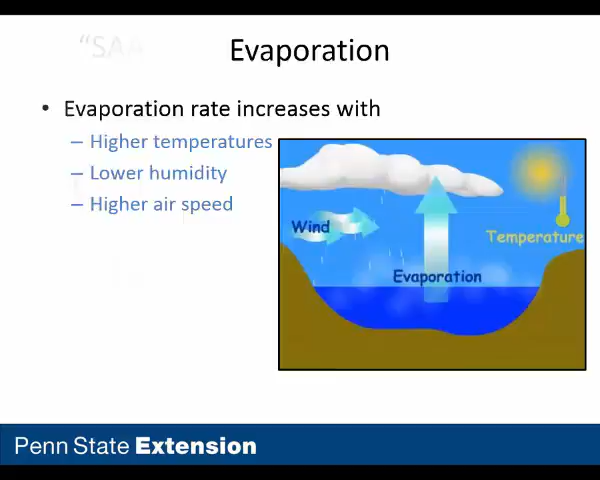 Evaporation
• Evaporation rate increases with
– Higher temperatures
– Lower humidity
– Higher air speed
Wind
Temperature
Evaporation
Penn State Extension